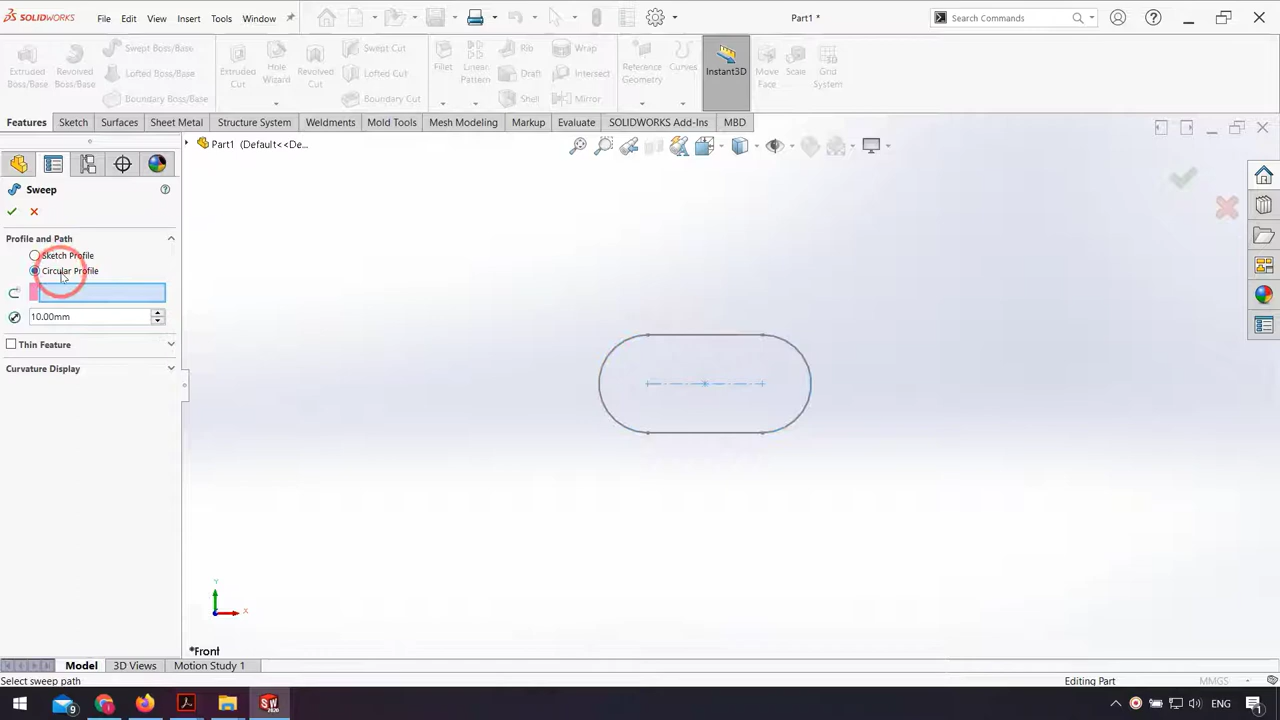 SOLIDWORKS File Edit View Insert Tools Window Part1 * Search Commands
Extruded Boss/Base Revolved Boss/Base Swept Boss/Base Lofted Boss/Base Boundary Boss/Base Extruded Cut Hole Wizard Revolved Cut Swept Cut Lofted Cut Boundary Cut Fillet Linear Pattern Rib Draft Shell Wrap Intersect Mirror Reference Geometry Curves Instant3D Move Face Scale Grid System
Features Sketch Surfaces Sheet Metal Structure System Weldments Mold Tools Mesh Modeling Markup Evaluate SOLIDWORKS Add-Ins MBD
Part1 (Default<<De...
Sweep
Profile and Path
Sketch Profile
Circular Profile
10.00mm
Thin Feature
Curvature Display
Y
X
*Front
Model 3D Views Motion Study 1
Select sweep path Editing Part MMGS
9 SW 2020 ENG 1